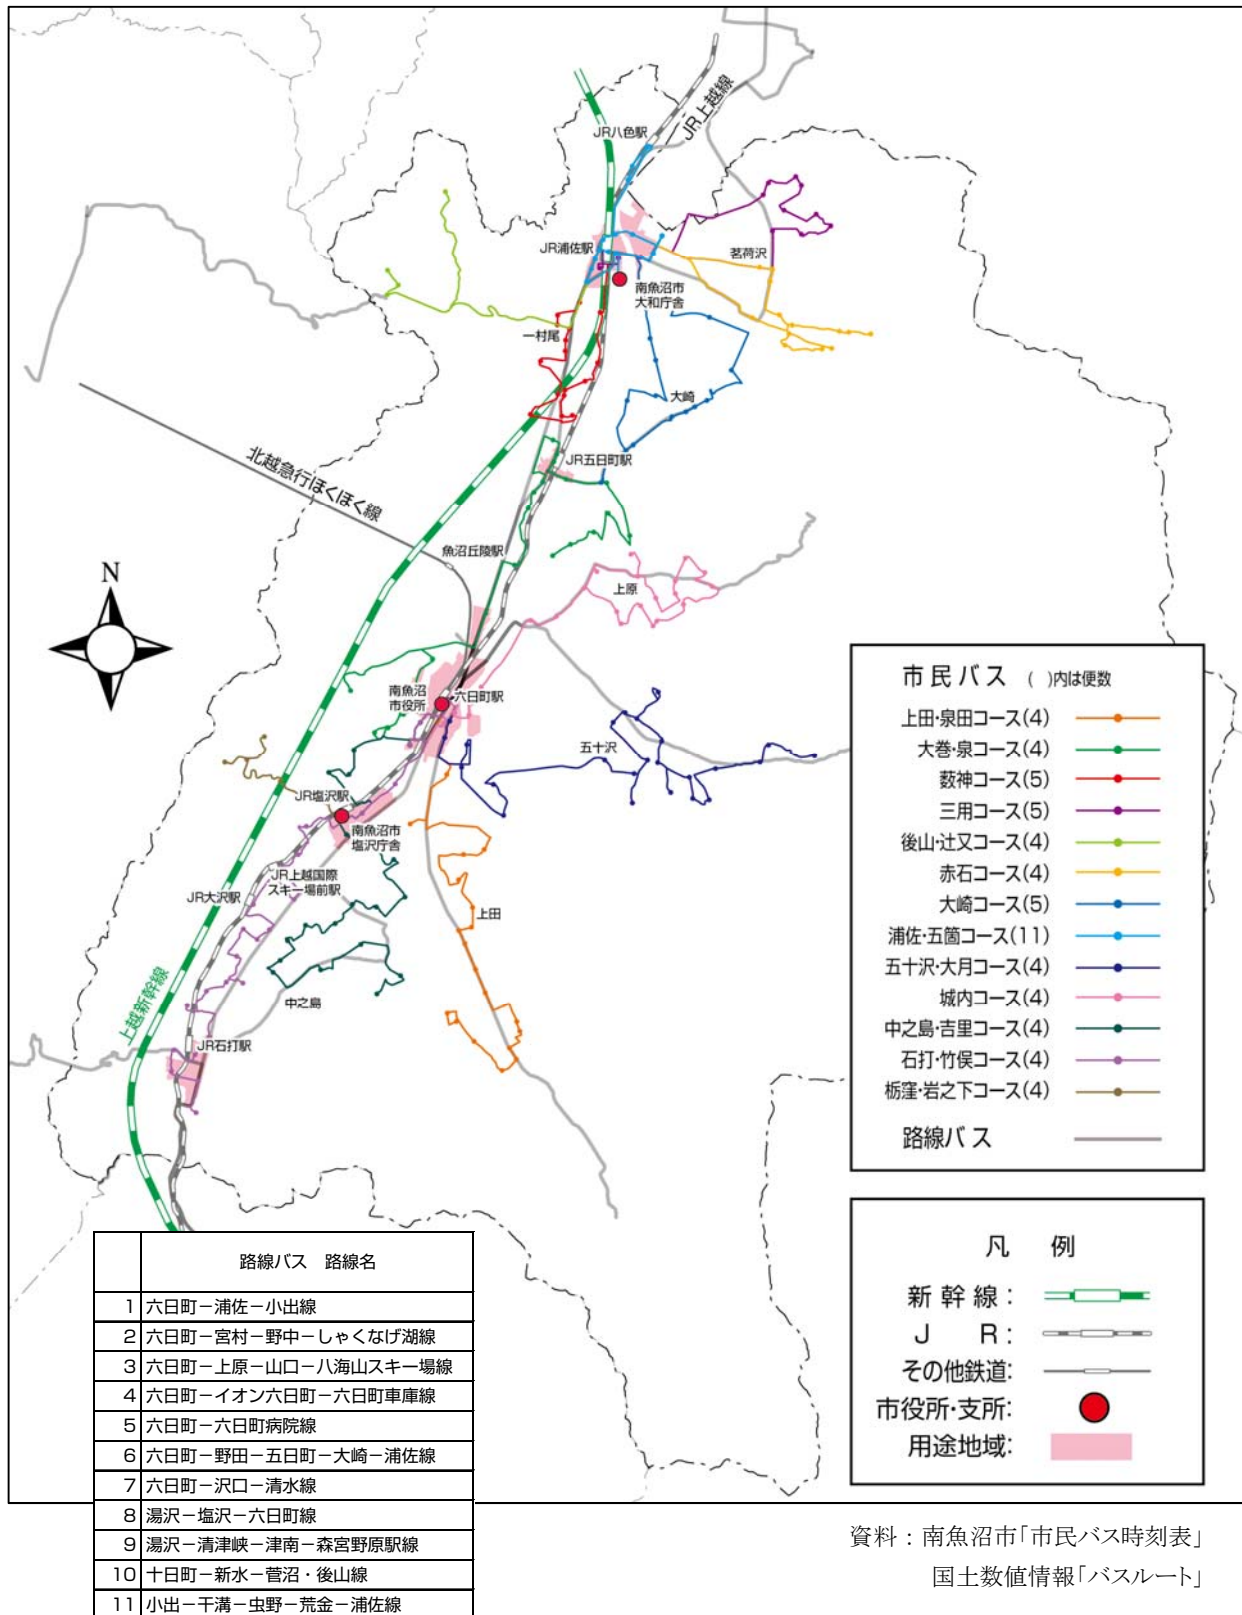 JR八色駅
JR上越線
JR浦佐駅
茗荷沢
南魚沼市
大和庁舎
一村尾
大崎
JR五日町駅
北越急行ほくほく線
魚沼丘陵駅
上原
N
南魚沼
市役所
六日町駅
五十沢
JR塩沢駅
南魚沼市
塩沢庁舎
JR上越国際
スキー場前駅
JR大沢駅
上田
中之島
上越新幹線
JR石打駅
市民バス ( )内は便数
上田・泉田コース(4)
大巻・泉コース(4)
薮神コース(5)
三用コース(5)
後山・辻又コース(4)
赤石コース(4)
大崎コース(5)
浦佐・五箇コース(11)
五十沢・大月コース(4)
城内コース(4)
中之島・吉里コース(4)
石打・竹俣コース(4)
栃窪・岩之下コース(4)
路線バス
凡 例
新幹線：
J R：
その他鉄道：
市役所・支所：
用途地域：
路線バス 路線名
1 六日町－浦佐－小出線
2 六日町－宮村－野中－しゃくなげ湖線
3 六日町－上原－山口－八海山スキー場線
4 六日町－イオン六日町－六日町車庫線
5 六日町－六日町病院線
6 六日町－野田－五日町－大崎－浦佐線
7 六日町－沢口－清水線
8 湯沢－塩沢－六日町線
9 湯沢－清津峡－津南－森宮野原駅線
10 十日町－新水－菅沼・後山線
11 小出－干溝－虫野－荒金－浦佐線
資料：南魚沼市「市民バス時刻表」
国土数値情報「バスルート」